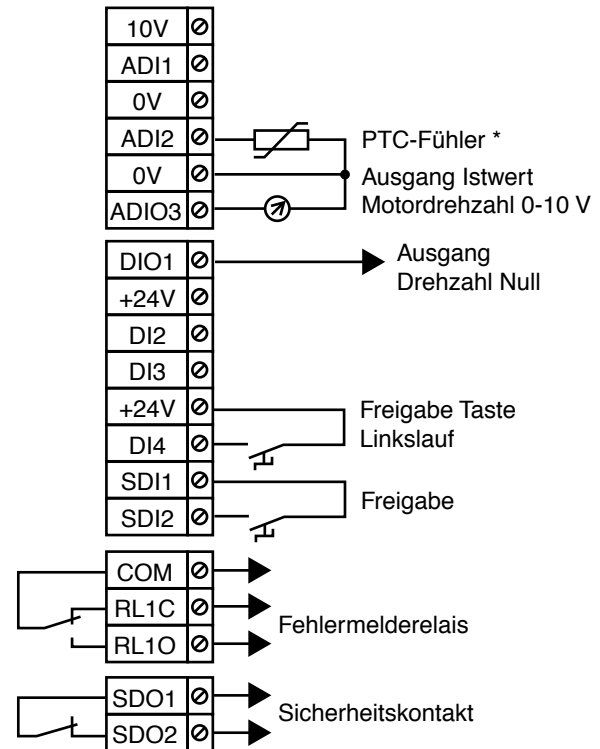 10V
ADI1
0V
ADI2
PTC-Fühler *
0V
Ausgang Istwert
Motordrehzahl 0-10 V
ADIO3
DIO1
Ausgang
Drehzahl Null
+24V
DI2
DI3
+24V
Freigabe Taste
Linkslauf
DI4
SDI1
Freigabe
SDI2
COM
RL1C
Fehlermelderelais
RL1O
SDO1
Sicherheitskontakt
SDO2